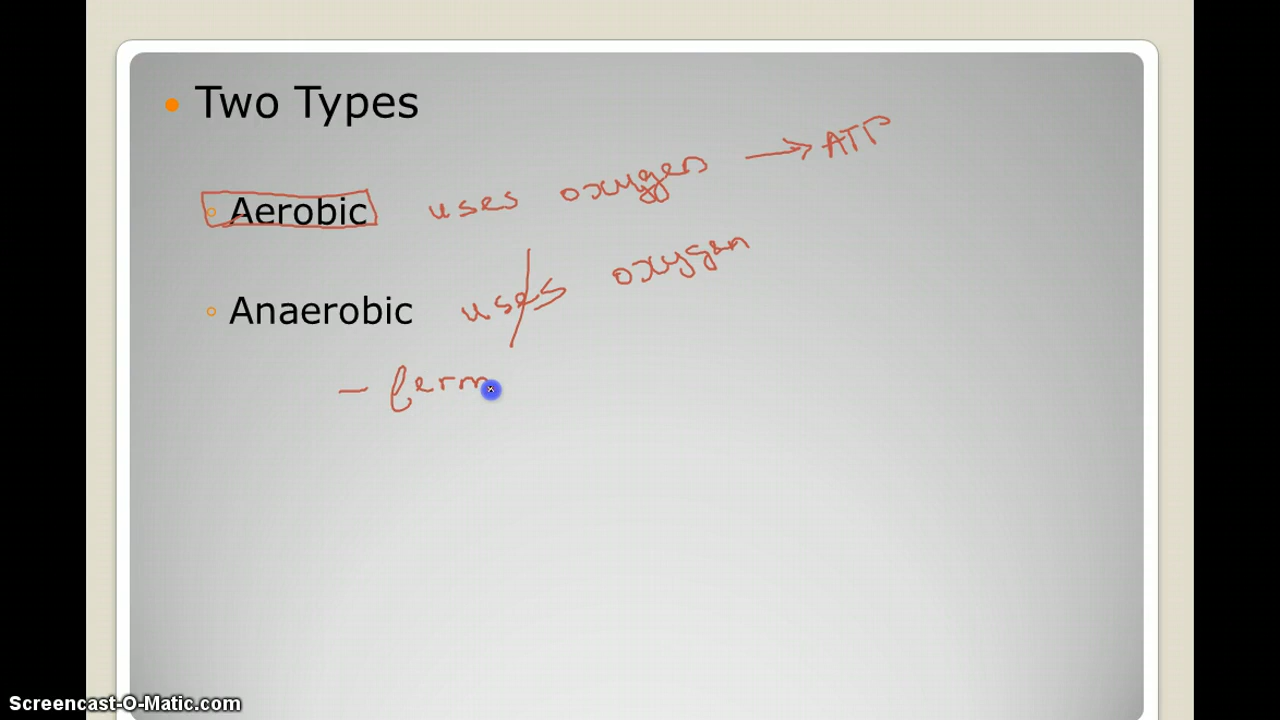 Two Types
Aerobic uses oxygen → ATP
Anaerobic uses oxygen
- ferm
Screencast-O-Matic.com